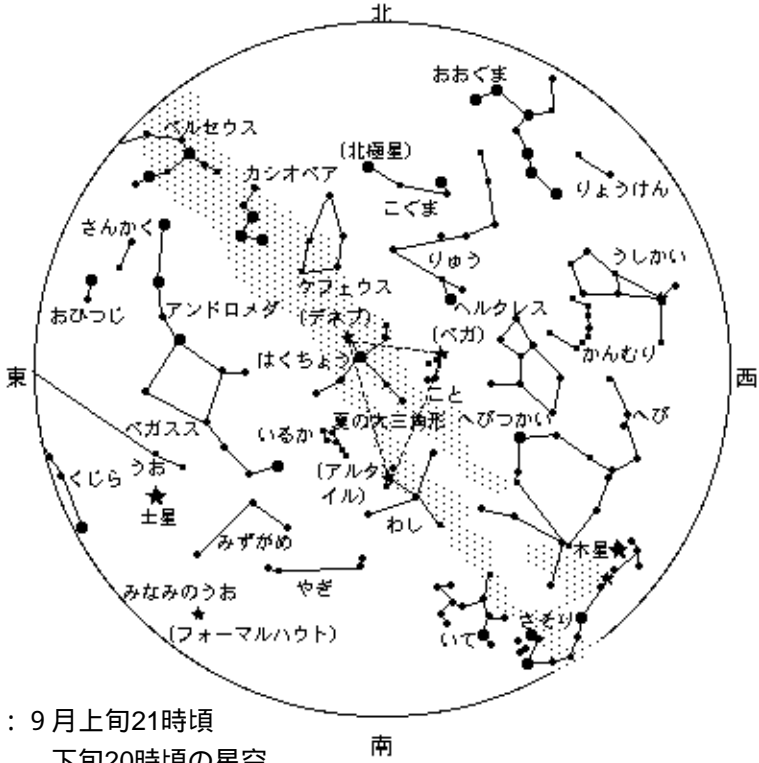 北
おおぐま
ペルセウス
(北極星)
カシオペア
りょうけん
こぐま
さんかく
うしかい
りゅう
ケフェウス
おひつじ
アンドロメダ
ヘルクレス
(デネブ)
(ベガ)
はくちょう
かんむり
東
西
こと
夏の大三角形
へびつかい
へび
ペガスス
いるか
うお
くじら
(アルタ
イル)
土星
わし
みずがめ
木星
やぎ
みなみのうお
さそり
(フォーマルハウト)
いて
：９月上旬21時頃
南
下旬20時頃の星空